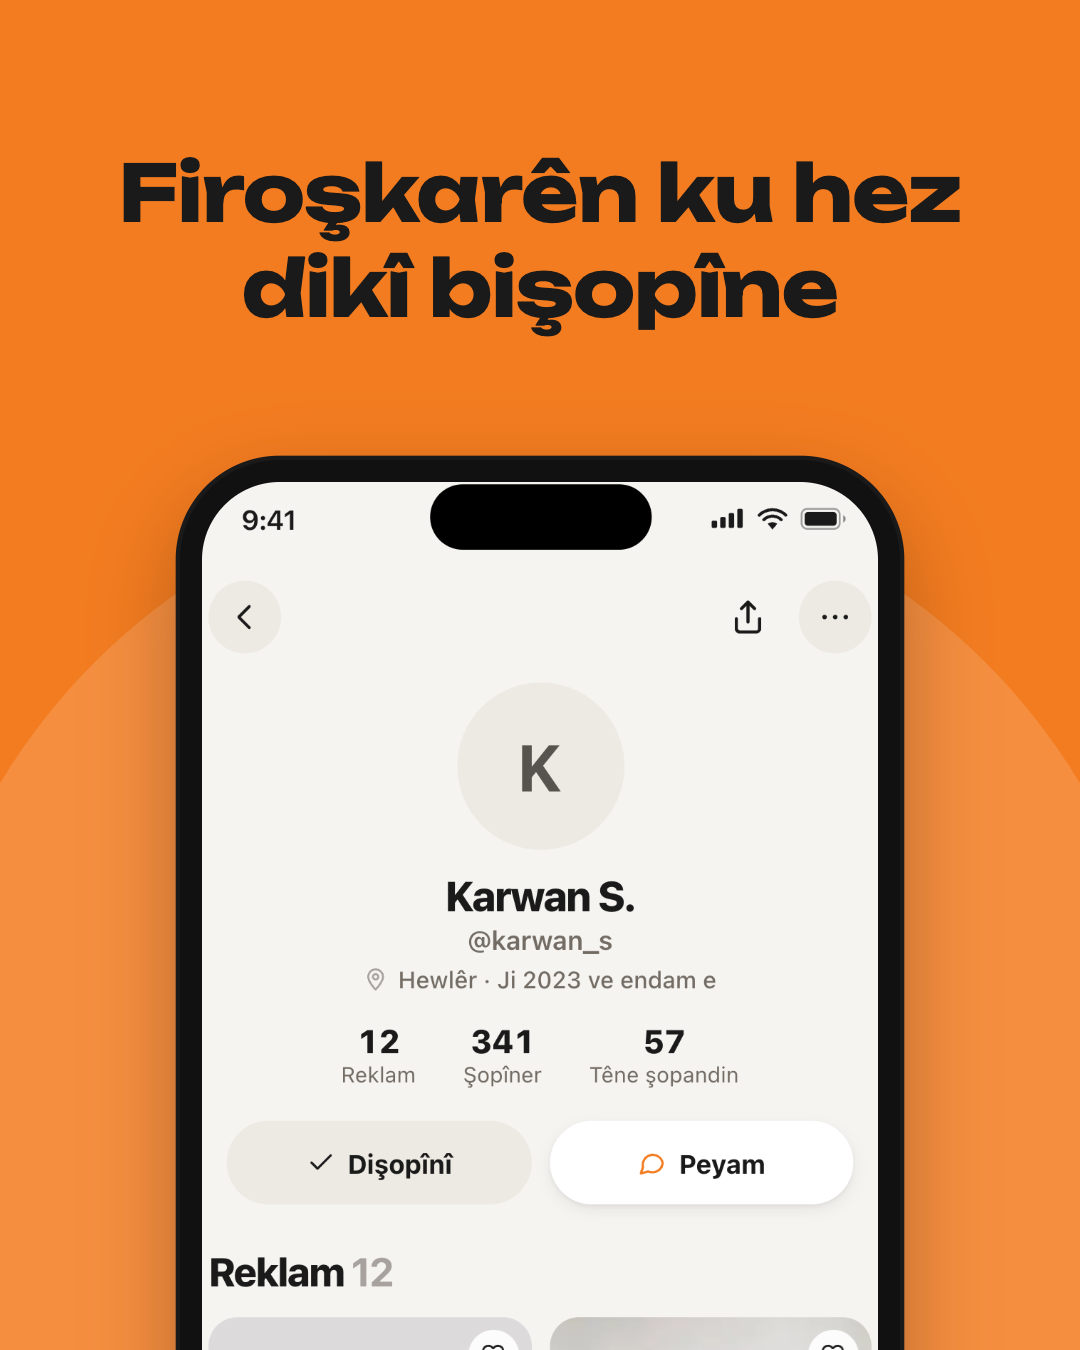 Firoşkarên ku hez
dikî bişopîne
9:41
K
Karwan S.
@karwan_s
Hewlêr · Ji 2023 ve endam e
12 341 57
Reklam Şopîner Têne şopandin
Dişopînî Peyam
Reklam 12